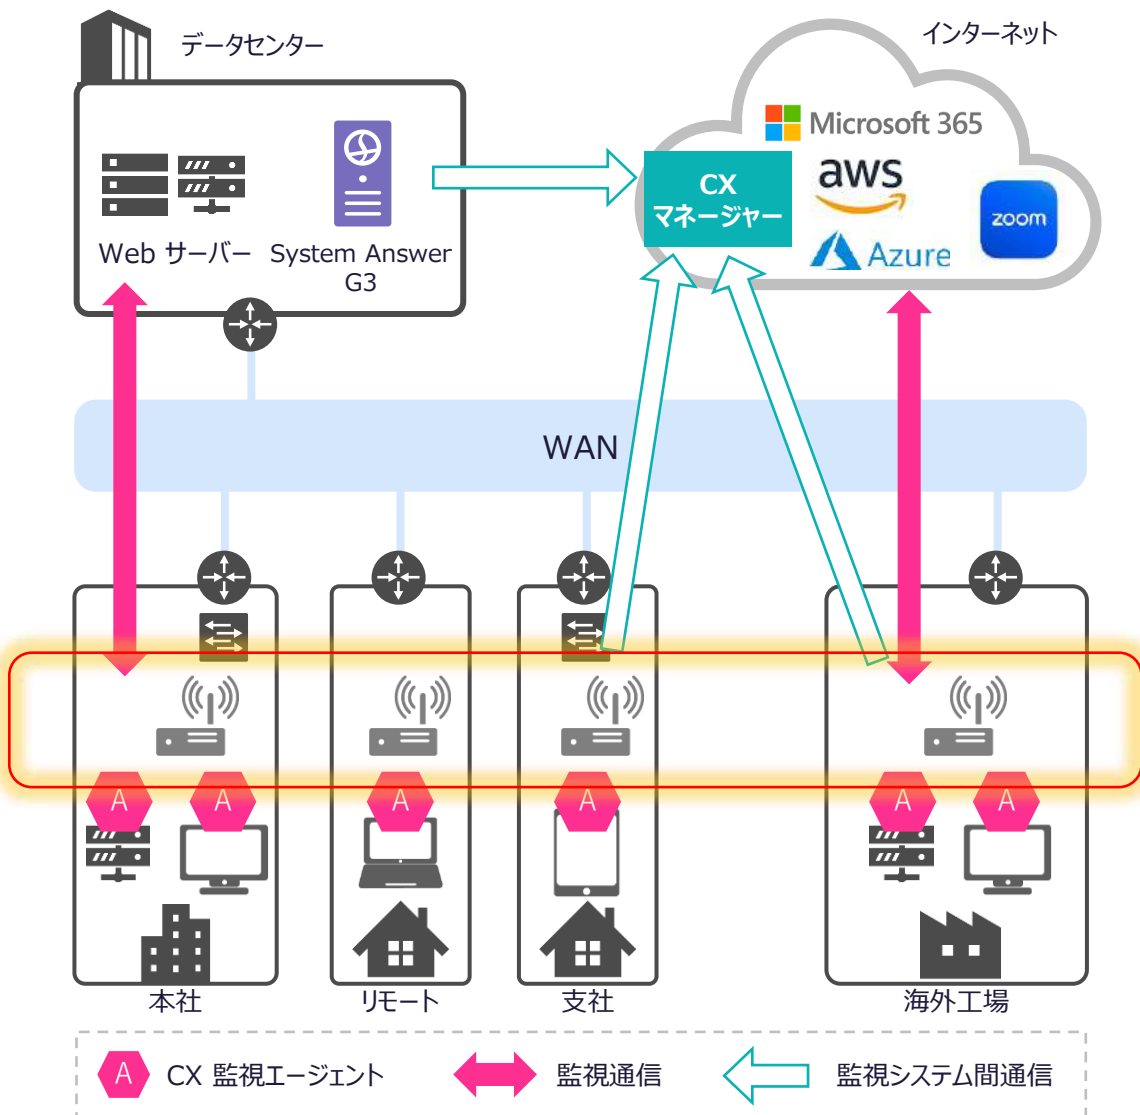 データセンター
インターネット
Microsoft 365
aws
CX
マネージャー
zoom
Azure
Web サーバー
System Answer
G3
WAN
A
A
A
A
A
A
本社
リモート
支社
海外工場
A
CX 監視エージェント
監視通信
監視システム間通信